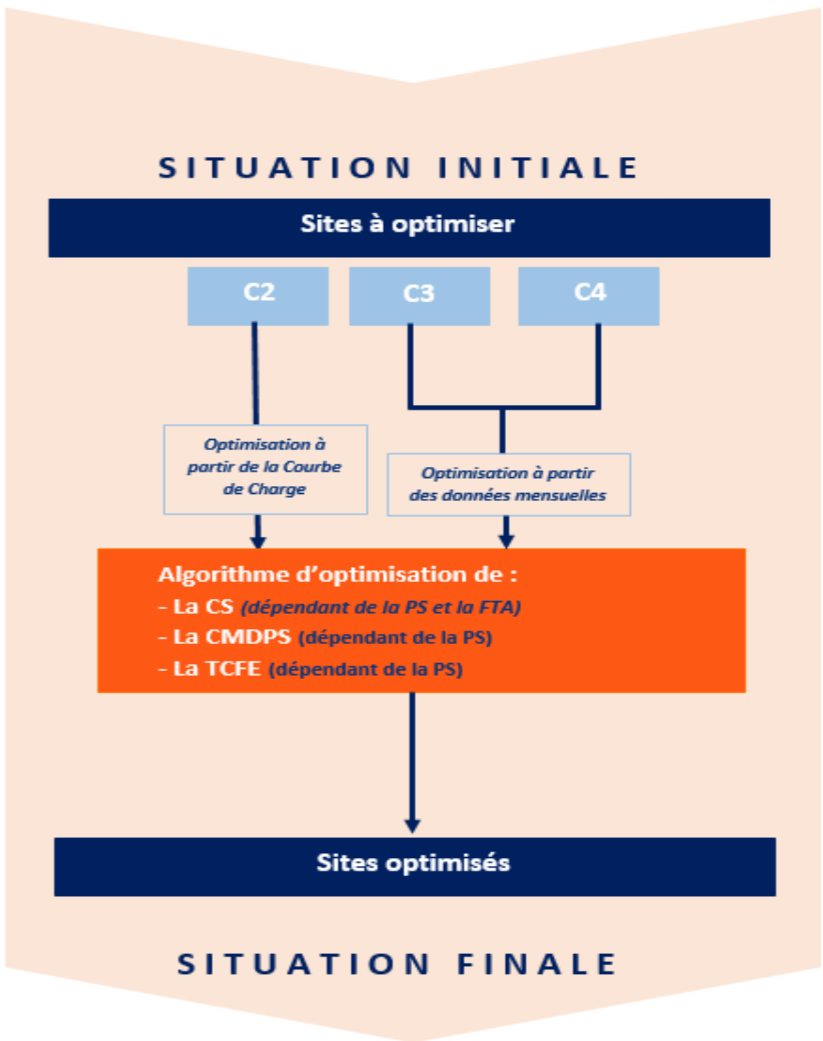 SITUATION INITIALE
Sites à optimiser
C2
C3
C4
Optimisation à
partir de la Courbe
de Charge
Optimisation à partir
des données mensuelles
Algorithme d'optimisation de :
- La CS (dépendant de la PS et la FTA)
- La CMDPS (dépendant de la PS)
- La TCFE (dépendant de la PS)
Sites optimisés
SITUATION FINALE